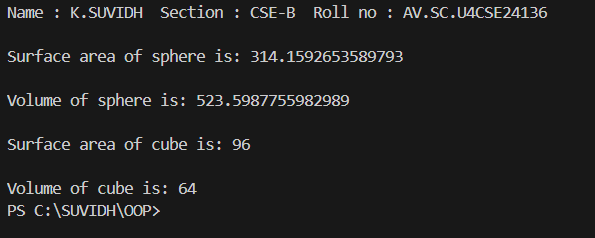 Name : K.SUVIDH  Section : CSE-B  Roll no : AV.SC.U4CSE24136
Surface area of sphere is: 314.1592653589793
Volume of sphere is: 523.5987755982989
Surface area of cube is: 96
Volume of cube is: 64
PS C:\SUVIDH\OOP>